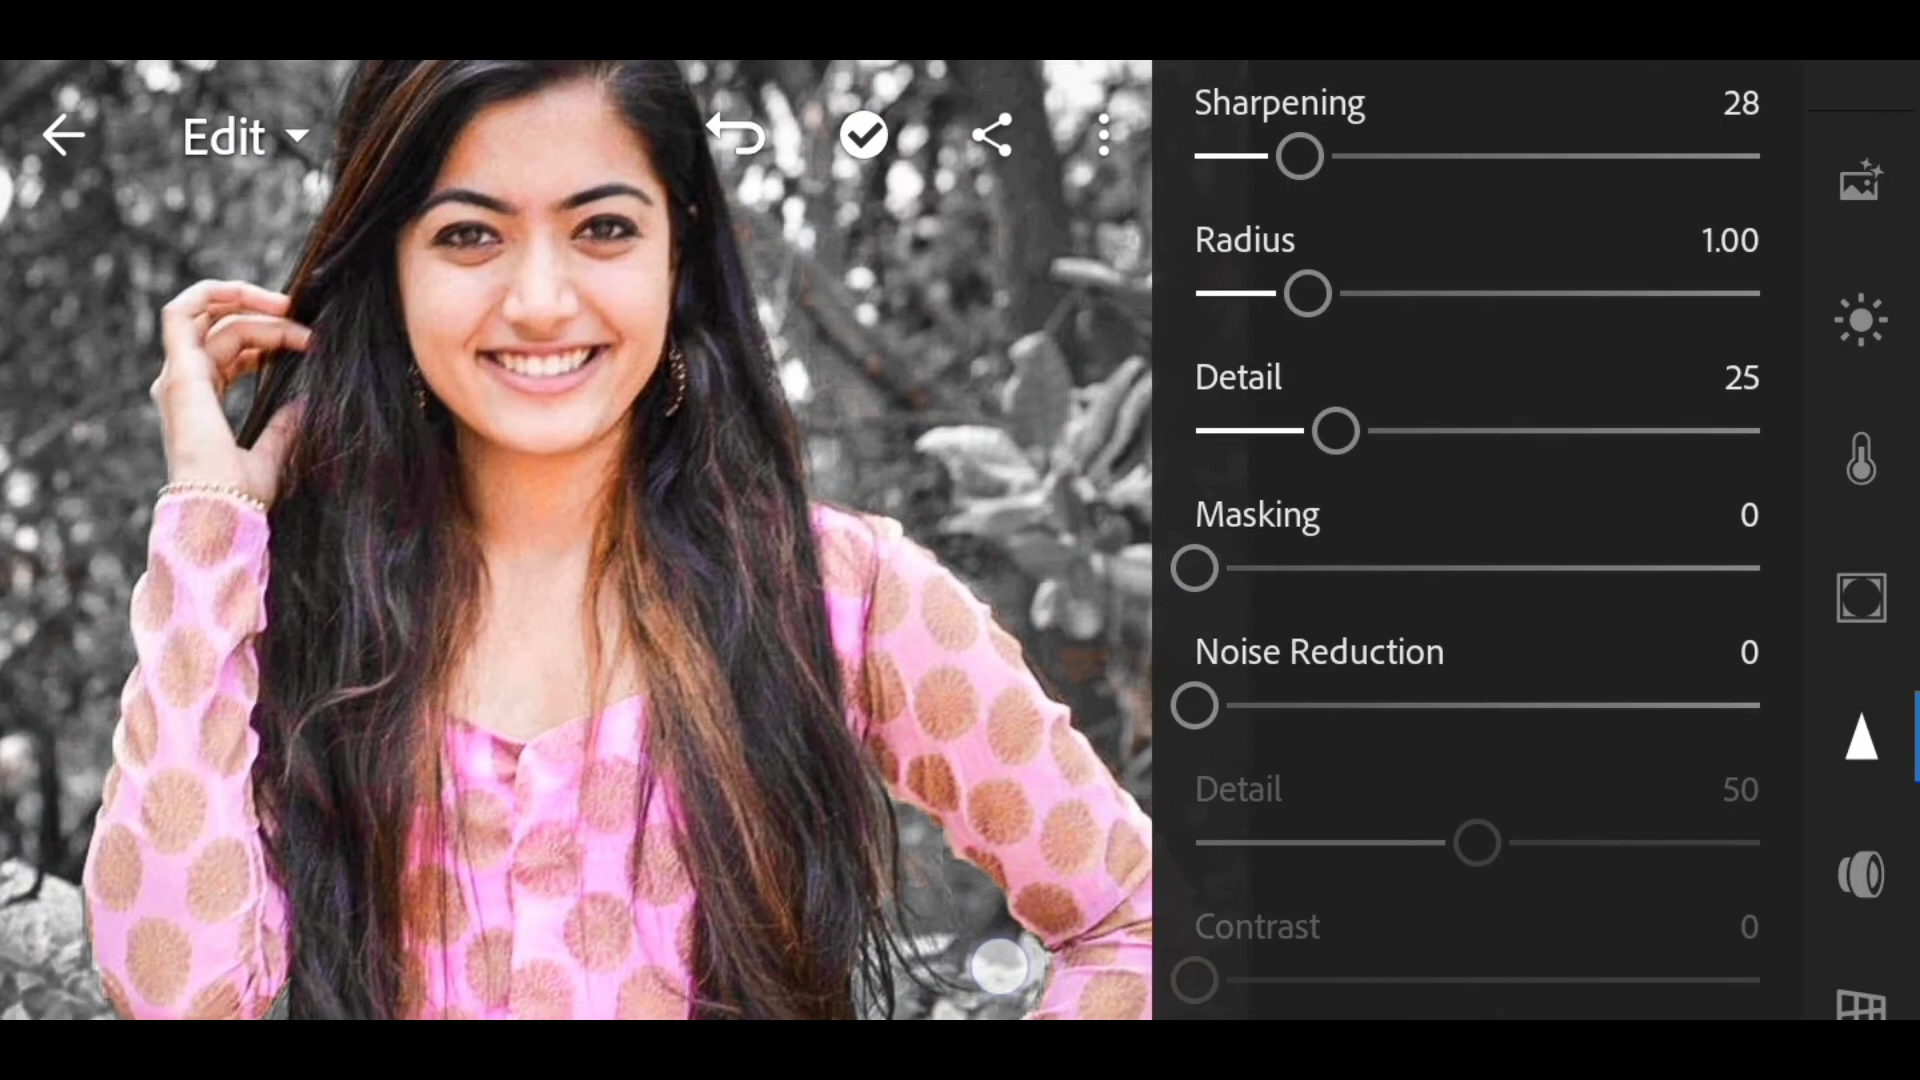 Edit
Sharpening 28
Radius 1.00
Detail 25
Masking 0
Noise Reduction 0
Detail 50
Contrast 0